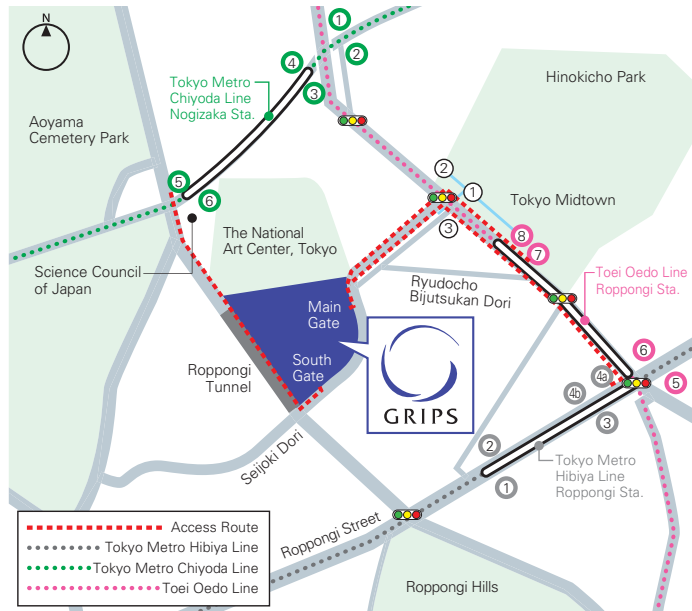 N
1
2
4
3
Tokyo Metro
Chiyoda Line
Nogizaka Sta.
Hinokicho Park
Aoyama
Cemetery Park
5
6
2
1
3
Tokyo Midtown
8
7
The National
Art Center, Tokyo
Science Council
of Japan
Ryudocho
Bijutsukan Dori
Toei Oedo Line
Roppongi Sta.
Main
Gate
South
Gate
Roppongi
Tunnel
GRIPS
6
5
4a
4b
3
2
1
Seijoki Dori
Tokyo Metro
Hibiya Line
Roppongi Sta.
Roppongi Street
Roppongi Hills
Access Route
Tokyo Metro Hibiya Line
Tokyo Metro Chiyoda Line
Toei Oedo Line